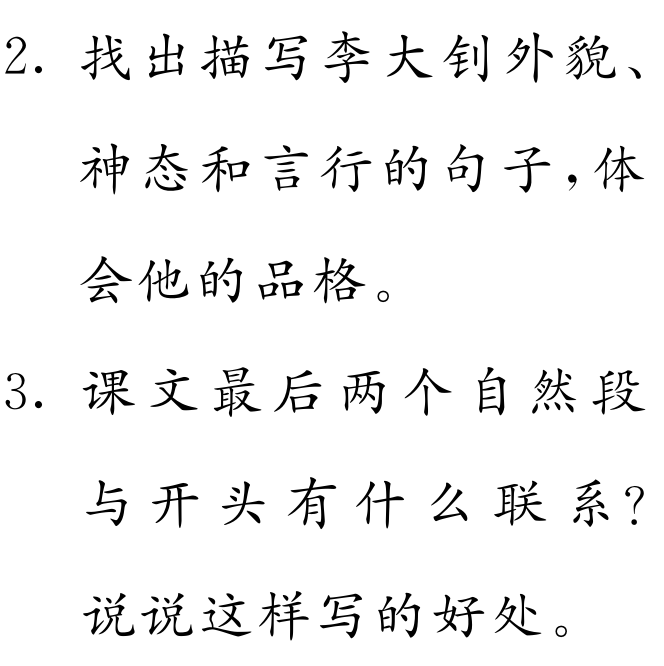 2. 找出描写李大钊外貌、
神态和言行的句子,体
会他的品格。
3. 课文最后两个自然段
与开头有什么联系?
说说这样写的好处。